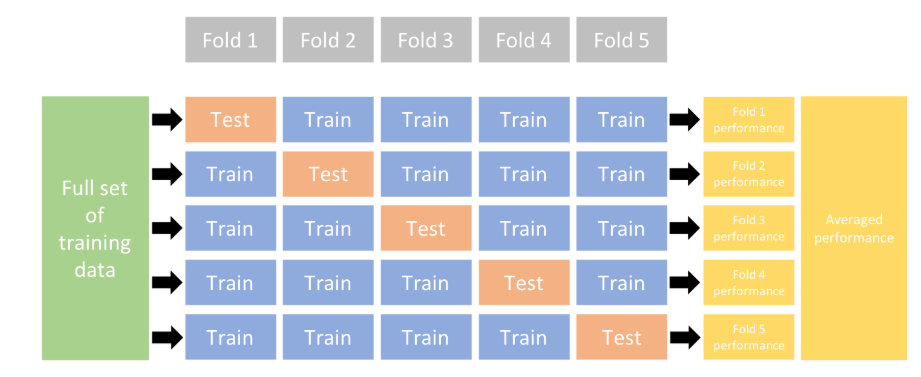 Fold 1 Fold 2 Fold 3 Fold 4 Fold 5
Full set
of
training
data
Test Train Train Train Train
Fold 1
performance
Train Test Train Train Train
Fold 2
performance
Train Train Test Train Train
Fold 3
performance
Train Train Train Test Train
Fold 4
performance
Train Train Train Train Test
Fold 5
performance
Averaged
performance